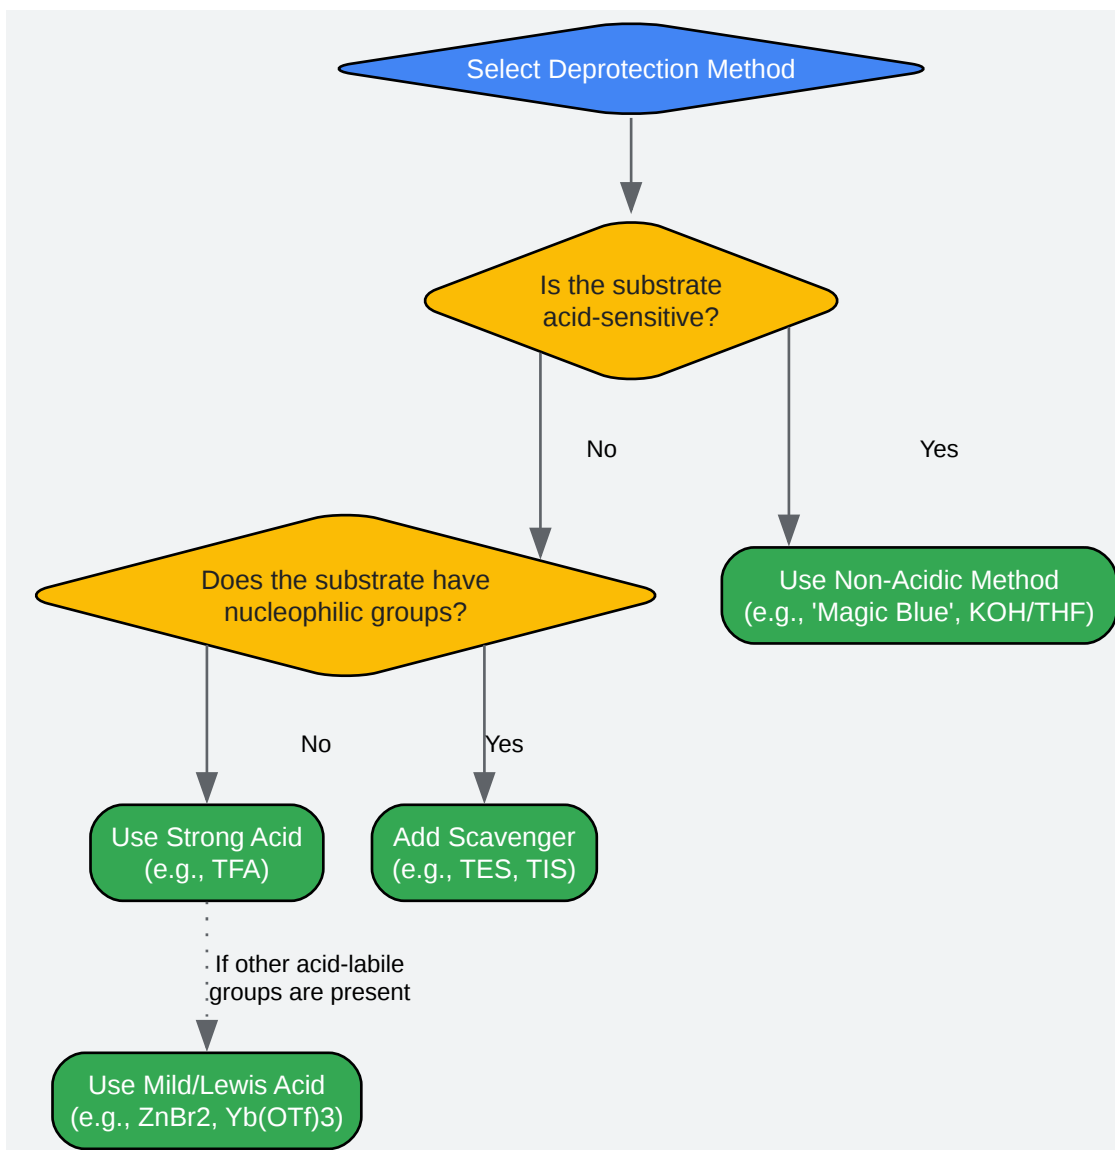 Select Deprotection Method
Is the substrate
acid-sensitive?
No
Yes
Does the substrate have
nucleophilic groups?
Use Non-Acidic Method
(e.g., 'Magic Blue', KOH/THF)
No
Yes
Use Strong Acid
(e.g., TFA)
Add Scavenger
(e.g., TES, TIS)
If other acid-labile
groups are present
Use Mild/Lewis Acid
(e.g., ZnBr2, Yb(OTf)3)